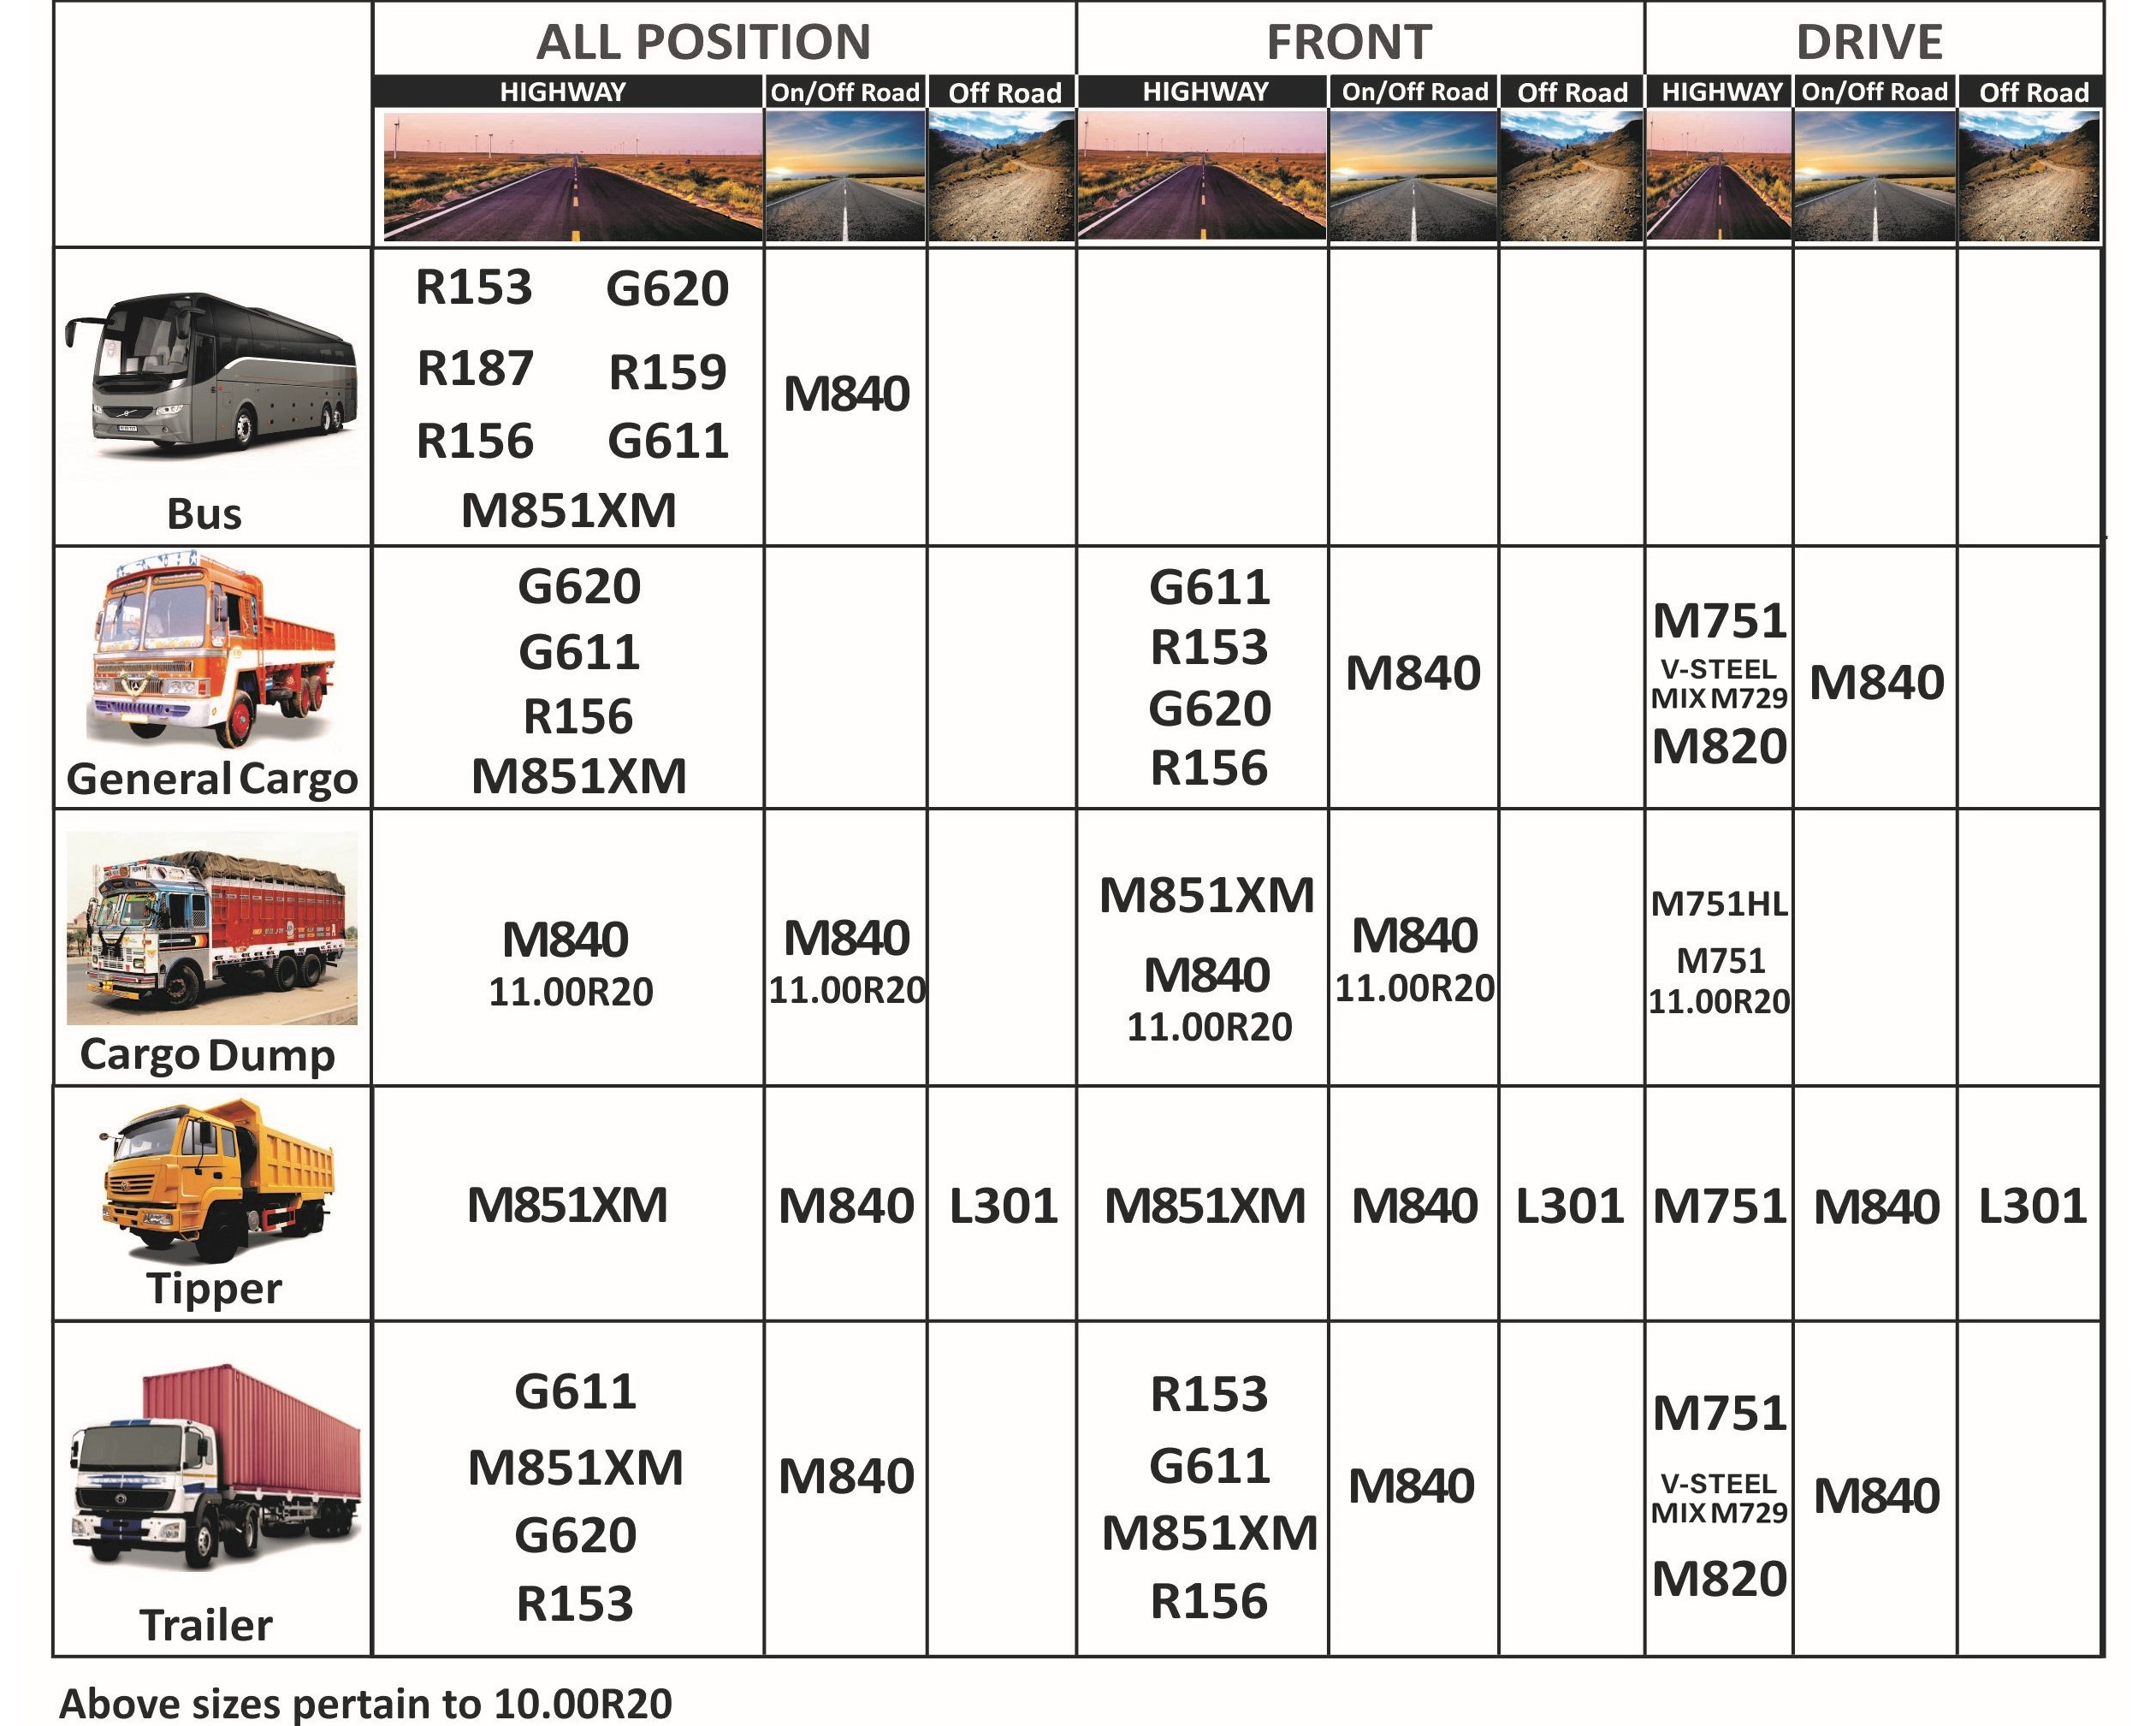 ALL POSITION FRONT DRIVE
HIGHWAY On/Off Road Off Road HIGHWAY On/Off Road Off Road HIGHWAY On/Off Road Off Road
Bus
R153 G620
R187 R159
R156 G611
M851XM
M840
General Cargo
G620
G611
R156
M851XM
G611
R153
G620
R156
M840
M751
V-STEEL
MIX M729
M820
M840
Cargo Dump
M840
11.00R20
M840
11.00R20
M851XM
M840
11.00R20
M840
11.00R20
M751HL
M751
11.00R20
Tipper
M851XM
M840
L301
M851XM
M840
L301
M751
M840
L301
Trailer
G611
M851XM
G620
R153
M840
R153
G611
M851XM
R156
M840
M751
V-STEEL
MIX M729
M820
M840
Above sizes pertain to 10.00R20